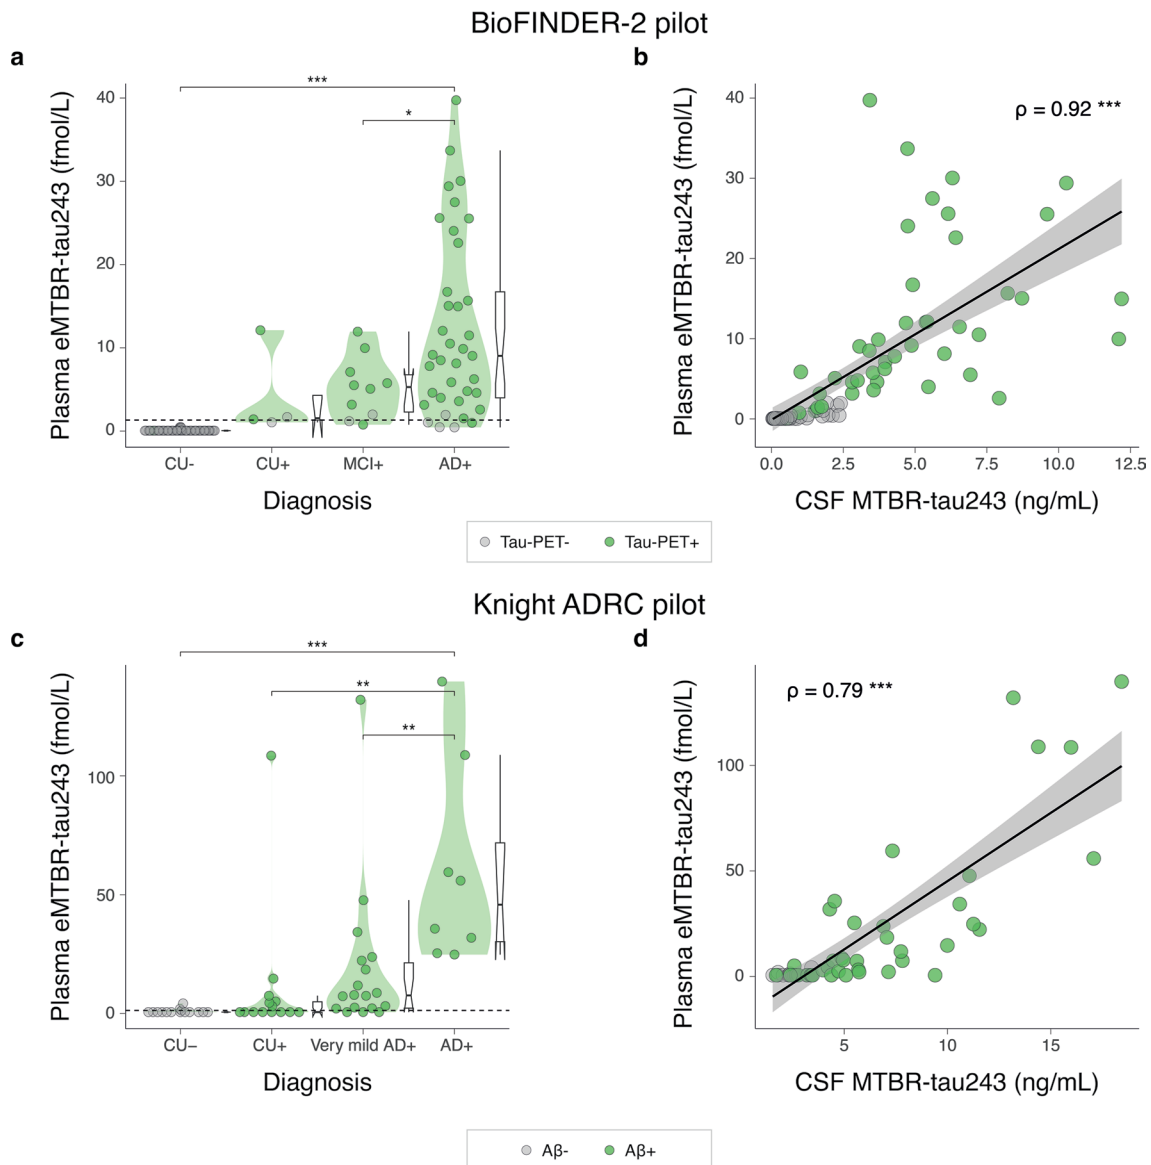 BioFINDER-2 pilot
a
b
Plasma eMTBR-tau243 (fmol/L)
40
30
20
10
0
***
*
CU-
CU+
MCI+
AD+
Diagnosis
Plasma eMTBR-tau243 (fmol/L)
40
30
20
10
0
ρ = 0.92 ***
0.0
2.5
5.0
7.5
10.0
12.5
CSF MTBR-tau243 (ng/mL)
Tau-PET-
Tau-PET+
Knight ADRC pilot
c
d
Plasma eMTBR-tau243 (fmol/L)
100
50
0
***
**
**
CU–
CU+
Very mild AD+
AD+
Diagnosis
Plasma eMTBR-tau243 (fmol/L)
100
50
0
ρ = 0.79 ***
5
10
15
CSF MTBR-tau243 (ng/mL)
Aβ-
Aβ+